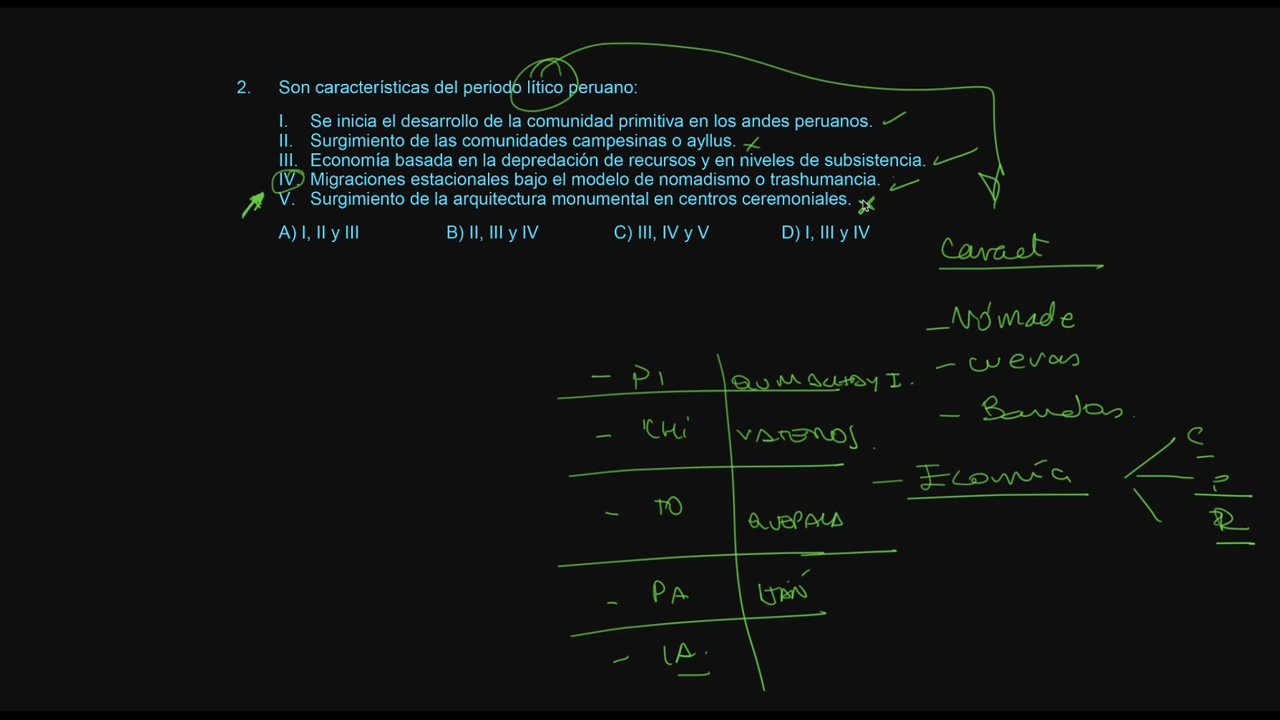 2. Son características del periodo lítico peruano:
I. Se inicia el desarrollo de la comunidad primitiva en los andes peruanos.
II. Surgimiento de las comunidades campesinas o ayllus.
III. Economía basada en la depredación de recursos y en niveles de subsistencia.
IV. Migraciones estacionales bajo el modelo de nomadismo o trashumancia.
V. Surgimiento de la arquitectura monumental en centros ceremoniales.
A) I, II y III B) II, III y IV C) III, IV y V D) I, III y IV
Caract
- Nómade
- cuevas
- Bandas.
- PI
- CHI
- TO QUEPALA
- PA
- LA.
C
P
R